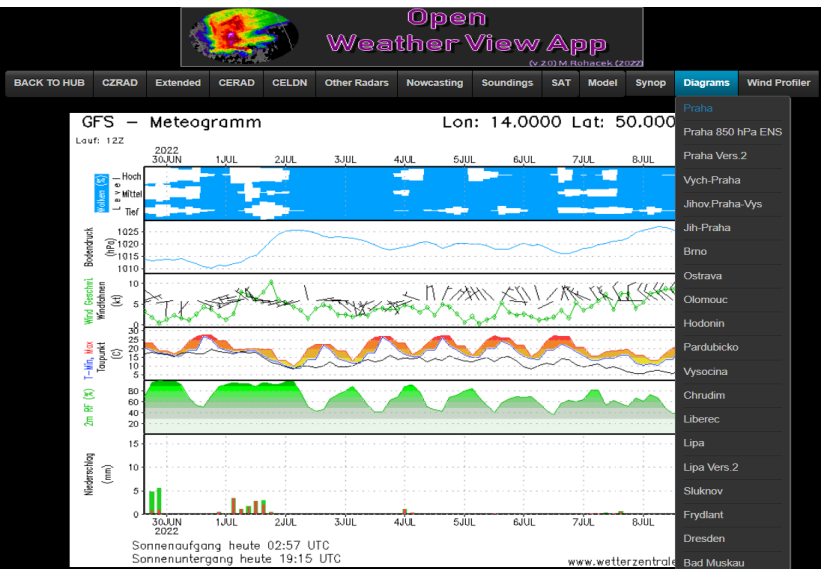 Open
Weather View App
(v 2.0) M.Rohacek (2022)
BACK TO HUB CZRAD Extended CERAD CELDN Other Radars Nowcasting Soundings SAT Model Synop Diagrams Wind Profiler
Praha
Praha 850 hPa ENS
Praha Vers.2
Vych-Praha
Jihov.Praha-Vys
Jih-Praha
Brno
Ostrava
Olomouc
Hodonin
Pardubicko
Vysocina
Chrudim
Liberec
Lipa
Lipa Vers.2
Sluknov
Frydlant
Dresden
Bad Muskau
GFS – Meteogramm Lon: 14.0000 Lat: 50.000
Lauf: 12Z
2022
30JUN 1JUL 2JUL 3JUL 4JUL 5JUL 6JUL 7JUL 8JUL
Wolken (%)
Level
Hoch
Mittel
Tief
Bodendruck
(hPa)
1025
1020
1015
1010
Wind Geschwi.
Windfahnen
(kt)
10
5
0
T-Min, Max
Taupunkt
(C)
25
20
15
10
5
2m RF (%)
80
60
40
20
Niederschlag
(mm)
15
10
5
0
30JUN 1JUL 2JUL 3JUL 4JUL 5JUL 6JUL 7JUL 8JUL
2022
Sonnenaufgang heute 02:57 UTC
Sonnenuntergang heute 19:15 UTC
www.wetterzentrale